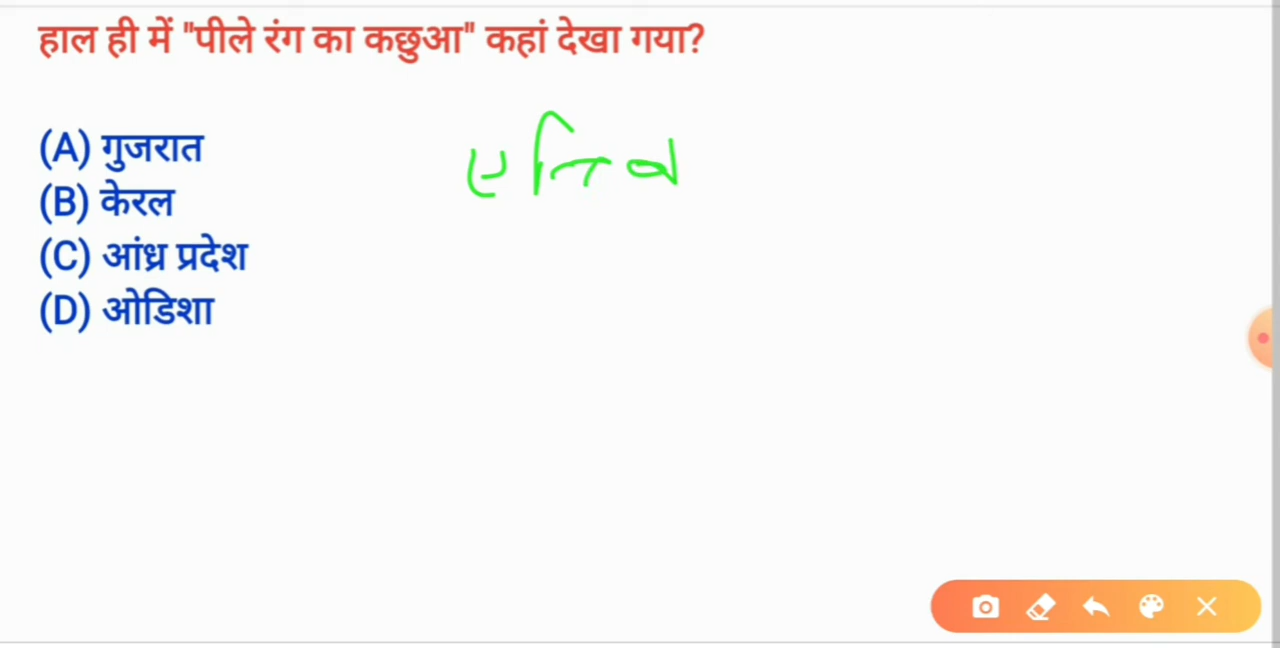 हाल ही में "पीले रंग का कछुआ" कहां देखा गया?
(A) गुजरात
(B) केरल
(C) आंध्र प्रदेश
(D) ओडिशा